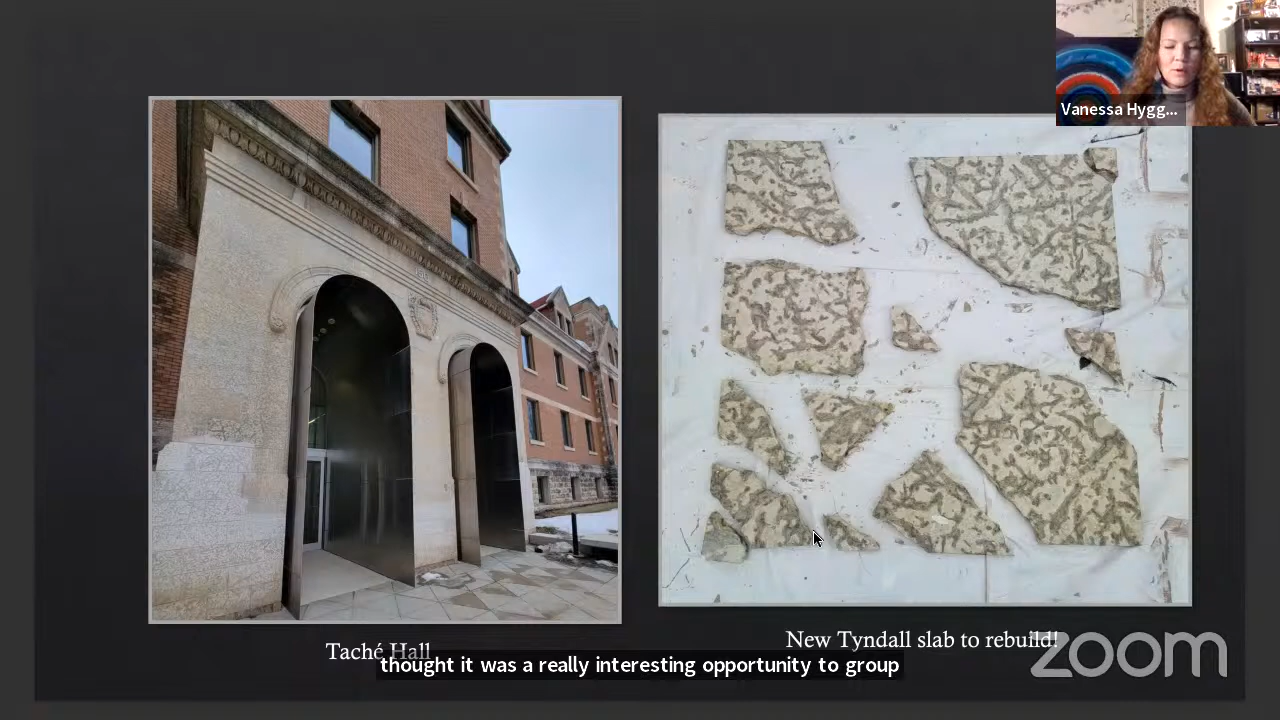 Vanessa Hygg...
Taché Hall
New Tyndall slab to rebuild!
thought it was a really interesting opportunity to group
zoom